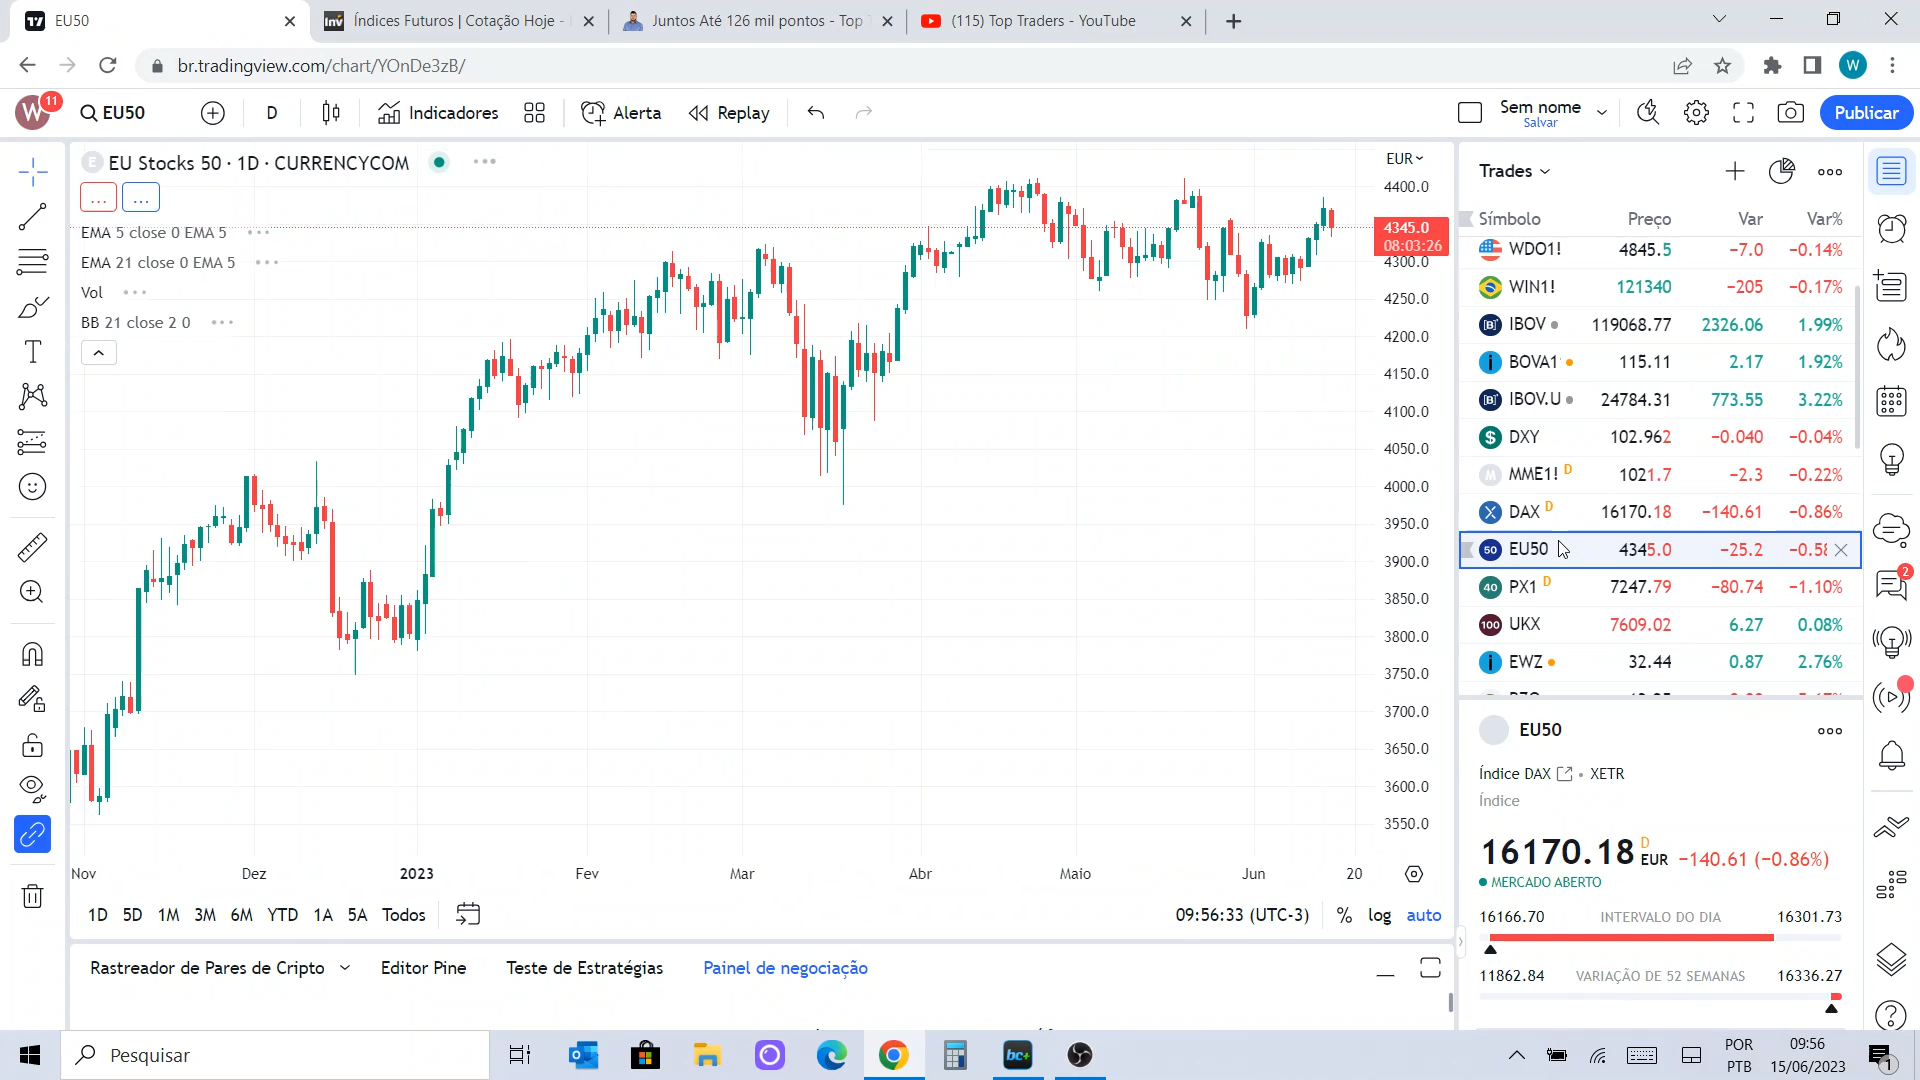 EU50
Índices Futuros | Cotação Hoje -
Juntos Até 126 mil pontos - Top
(115) Top Traders - YouTube
br.tradingview.com/chart/YOnDe3zB/
W
W
11
EU50
D
Indicadores
Alerta
Replay
Sem nome
Salvar
Publicar
E EU Stocks 50 · 1D · CURRENCYCOM
EUR
EMA 5 close 0 EMA 5
EMA 21 close 0 EMA 5
Vol
BB 21 close 2 0
4400.0
4345.0
08:03:26
4300.0
4250.0
4200.0
4150.0
4100.0
4050.0
4000.0
3950.0
3900.0
3850.0
3800.0
3750.0
3700.0
3650.0
3600.0
3550.0
Nov Dez 2023 Fev Mar Abr Maio Jun 20
1D 5D 1M 3M 6M YTD 1A 5A Todos
09:56:33 (UTC-3) % log auto
Rastreador de Pares de Cripto Editor Pine Teste de Estratégias Painel de negociação
Trades
Símbolo Preço Var Var%
WDO1! 4845.5 −7.0 −0.14%
WIN1! 121340 −205 −0.17%
IBOV 119068.77 2326.06 1.99%
BOVA1 115.11 2.17 1.92%
IBOV.U 24784.31 773.55 3.22%
DXY 102.962 −0.040 −0.04%
M MME1! D 1021.7 −2.3 −0.22%
DAX D 16170.18 −140.61 −0.86%
50 EU50 4345.0 −25.2 −0.58
40 PX1 D 7247.79 −80.74 −1.10%
100 UKX 7609.02 6.27 0.08%
EWZ 32.44 0.87 2.76%
EU50
Índice DAX • XETR
Índice
16170.18 D EUR −140.61 (−0.86%)
MERCADO ABERTO
16166.70 INTERVALO DO DIA 16301.73
11862.84 VARIAÇÃO DE 52 SEMANAS 16336.27
2
Pesquisar
bc+
POR
PTB
09:56
15/06/2023
1